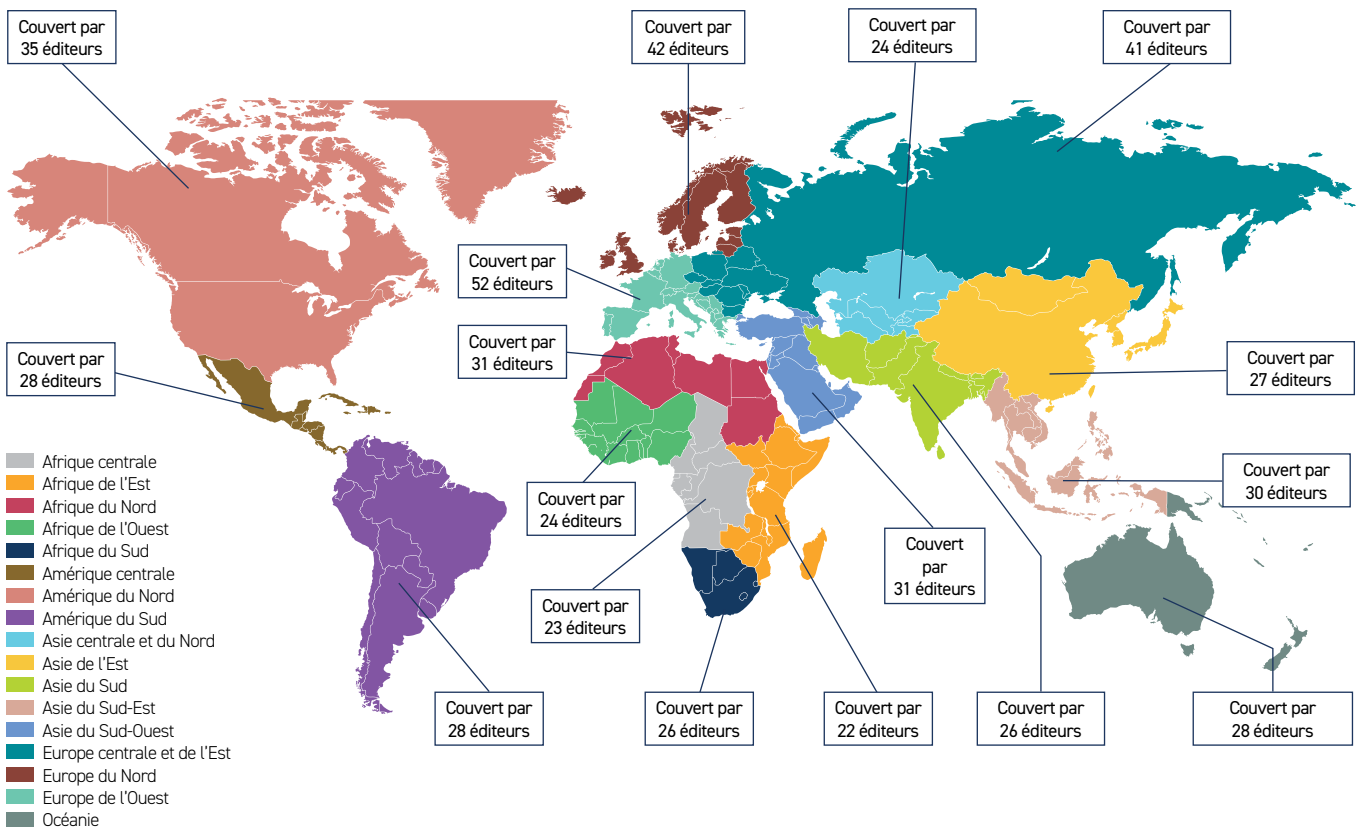 Couvert par
35 éditeurs
Couvert par
42 éditeurs
Couvert par
24 éditeurs
Couvert par
41 éditeurs
Couvert par
52 éditeurs
Couvert par
31 éditeurs
Couvert par
28 éditeurs
Couvert par
27 éditeurs
Couvert par
30 éditeurs
Couvert par
24 éditeurs
Couvert
par
31 éditeurs
Couvert par
23 éditeurs
Couvert par
28 éditeurs
Couvert par
26 éditeurs
Couvert par
22 éditeurs
Couvert par
26 éditeurs
Couvert par
28 éditeurs
Afrique centrale
Afrique de l'Est
Afrique du Nord
Afrique de l'Ouest
Afrique du Sud
Amérique centrale
Amérique du Nord
Amérique du Sud
Asie centrale et du Nord
Asie de l'Est
Asie du Sud
Asie du Sud-Est
Asie du Sud-Ouest
Europe centrale et de l'Est
Europe du Nord
Europe de l'Ouest
Océanie